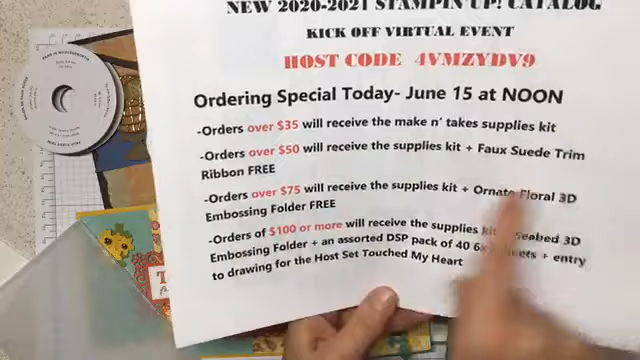 NEW 2020-2021 STAMPIN' UP! CATALOG
KICK OFF VIRTUAL EVENT
HOST CODE 4VMZYDV9
Ordering Special Today- June 15 at NOON
-Orders over $35 will receive the make n' takes supplies kit
-Orders over $50 will receive the supplies kit + Faux Suede Trim
Ribbon FREE
-Orders over $75 will receive the supplies kit + Ornate Floral 3D
Embossing Folder FREE
-Orders of $100 or more will receive the supplies kit Seabed 3D
Embossing Folder + an assorted DSP pack of 40 + entry
to drawing for the Host Set Touched My Heart